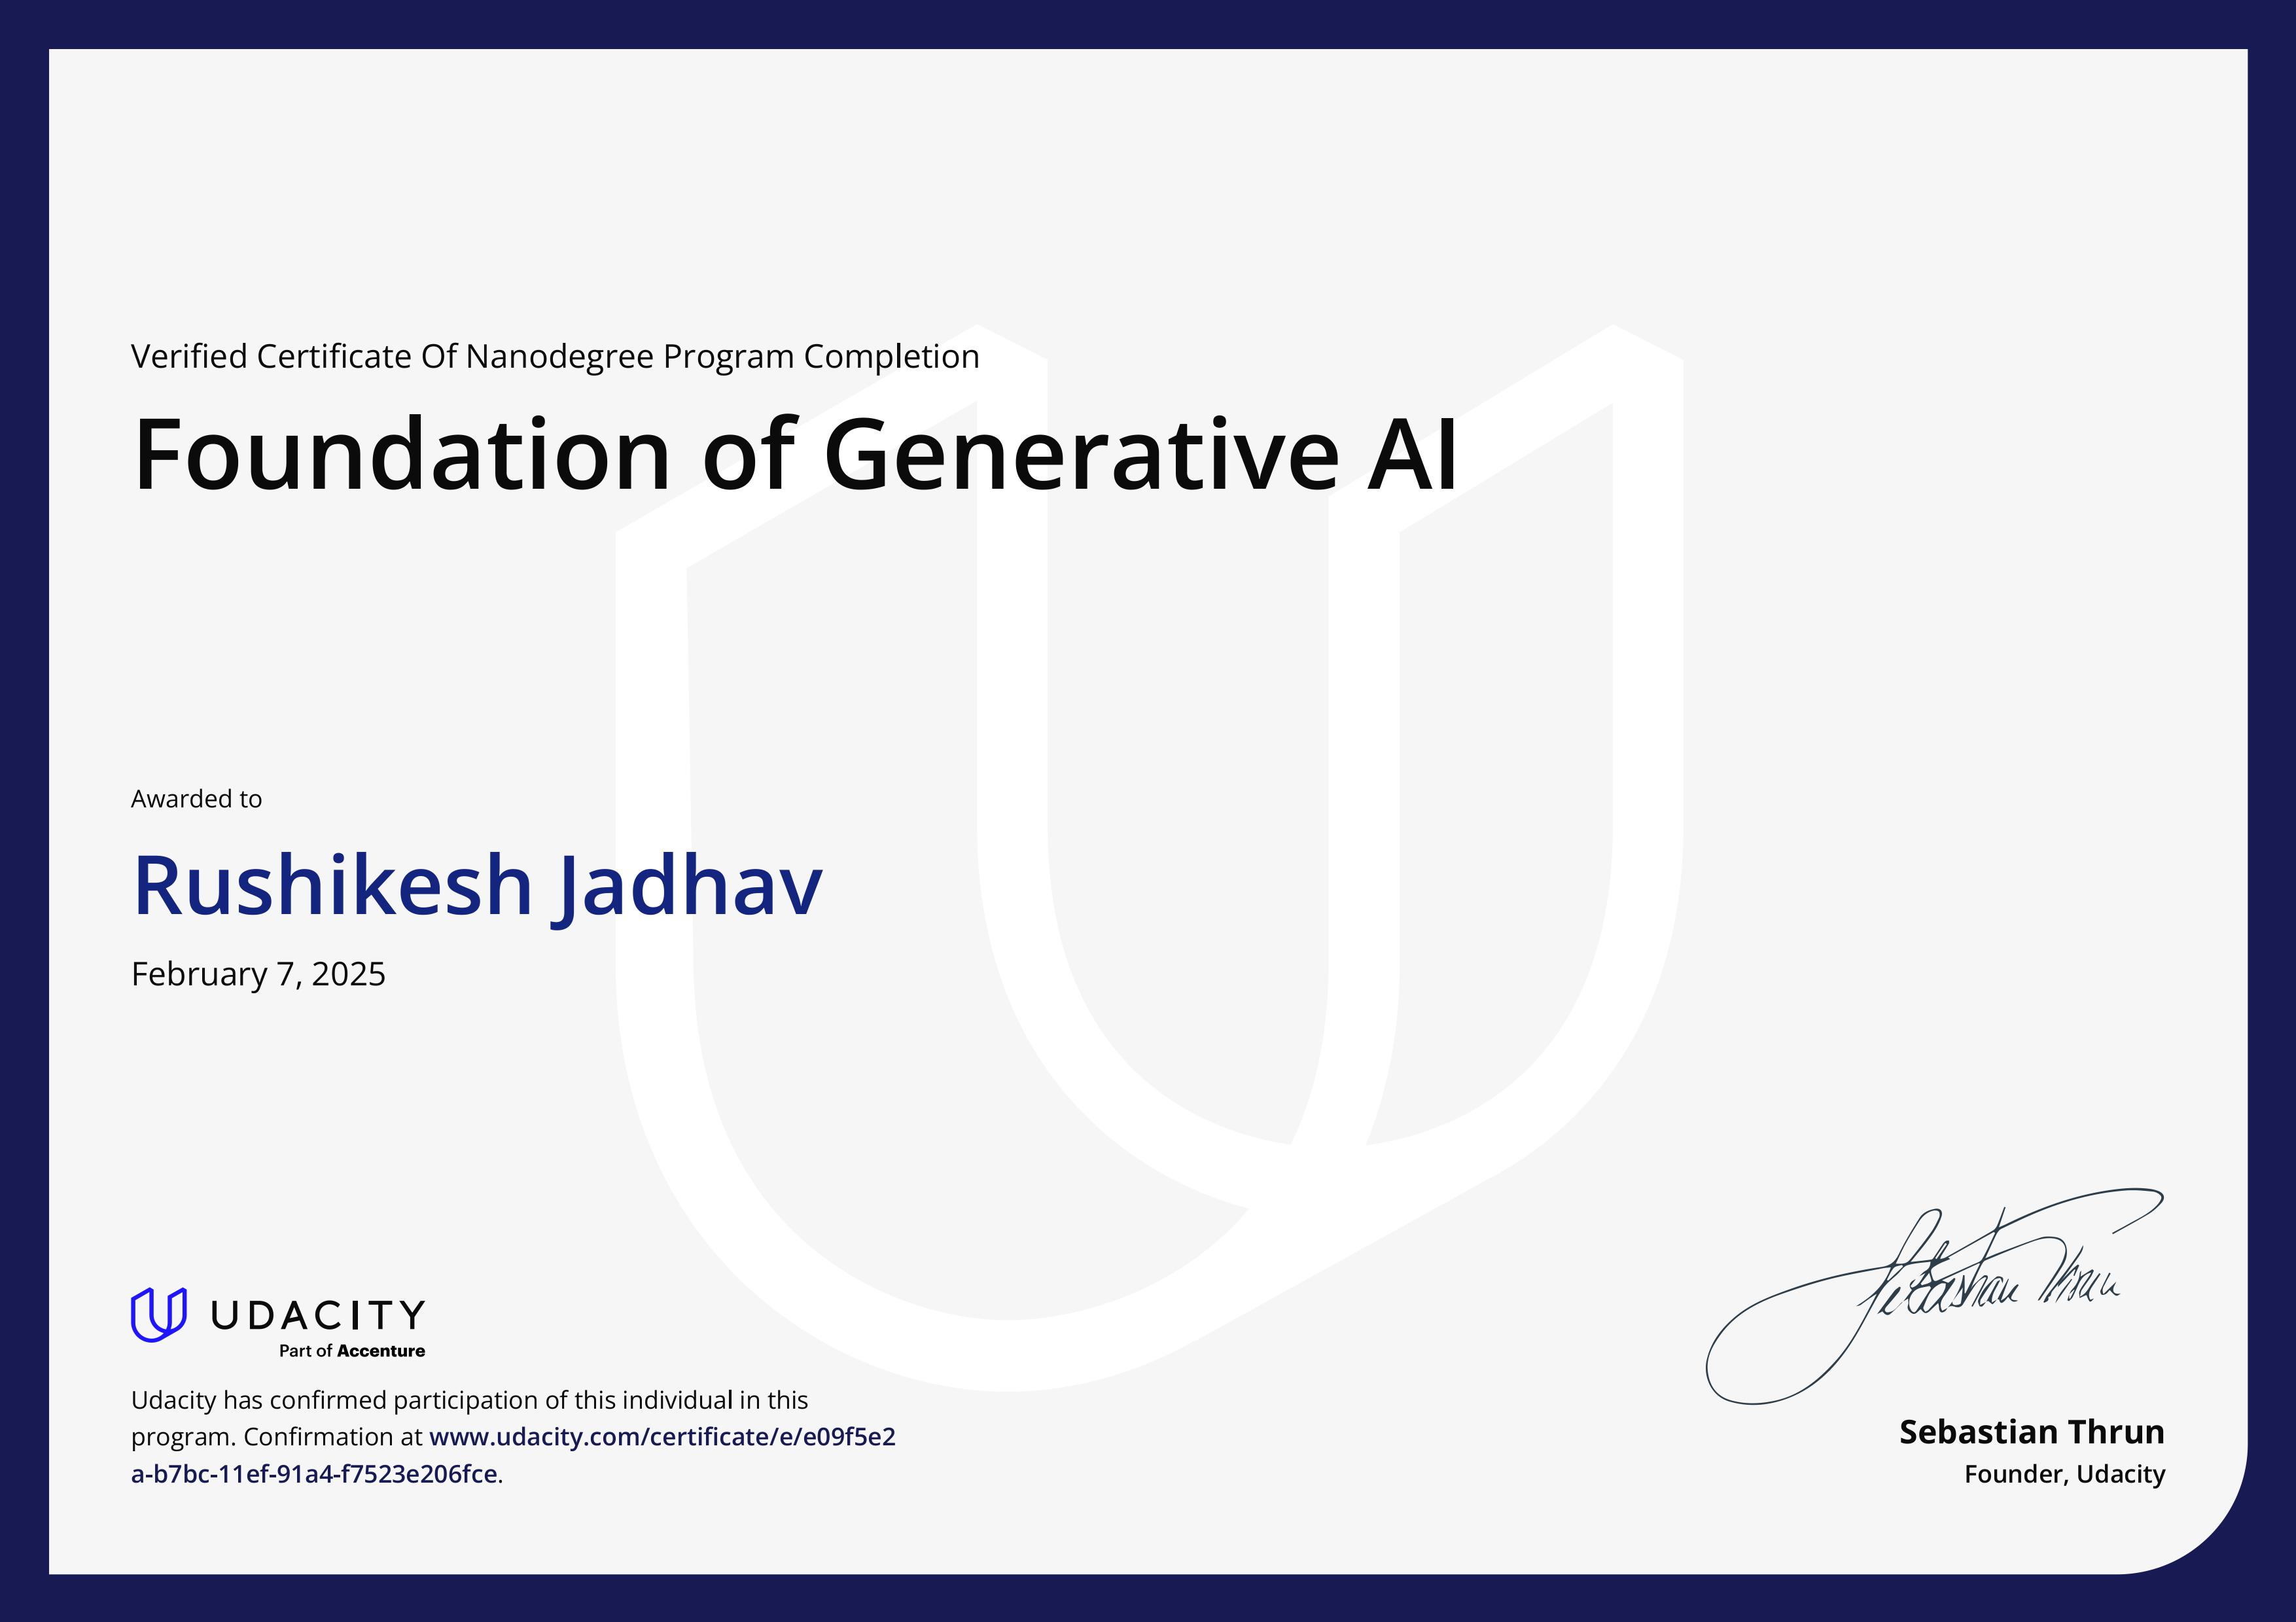 Verified Certificate Of Nanodegree Program Completion
Foundation of Generative AI
Awarded to
Rushikesh Jadhav
February 7, 2025
UDACITY
Part of Accenture
Udacity has confirmed participation of this individual in this
program. Confirmation at www.udacity.com/certificate/e/e09f5e2
a-b7bc-11ef-91a4-f7523e206fce.
Sebastian Thrun
Sebastian Thrun
Founder, Udacity